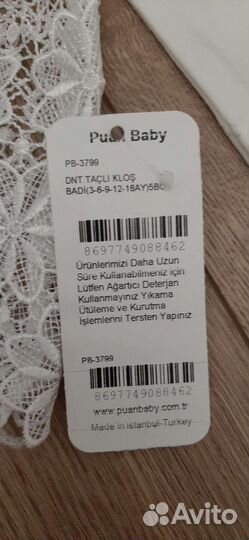 Puan Baby
PB-3799
DNT TAÇLI KLOŞ
BADİ(3-6-9-12-18AY)5BO
8697749088462
Ürünlerimizi Daha Uzun
Süre Kullanabilmeniz için
Lütfen Ağartıcı Deterjan
Kullanmayınız Yıkama
Ütüleme ve Kurutma
İşlemlerini Tersten Yapınız
PB-3799
8697749088462
www.puanbaby.com.tr
Made in Istanbul-Turkey
Avito